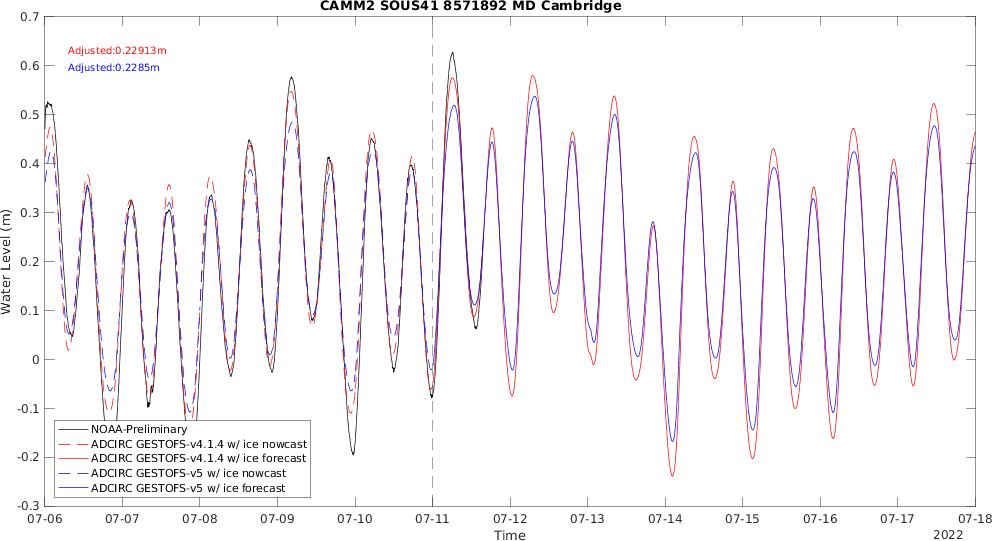 CAMM2 SOUS41 8571892 MD Cambridge
0.7
0.6
0.5
0.4
0.3
0.2
0.1
0
-0.1
-0.2
-0.3
Water Level (m)
Adjusted:0.22913m
Adjusted:0.2285m
NOAA-Preliminary
ADCIRC GESTOFS-v4.1.4 w/ ice nowcast
ADCIRC GESTOFS-v4.1.4 w/ ice forecast
ADCIRC GESTOFS-v5 w/ ice nowcast
ADCIRC GESTOFS-v5 w/ ice forecast
07-06 07-07 07-08 07-09 07-10 07-11 07-12 07-13 07-14 07-15 07-16 07-17 07-18
Time
2022